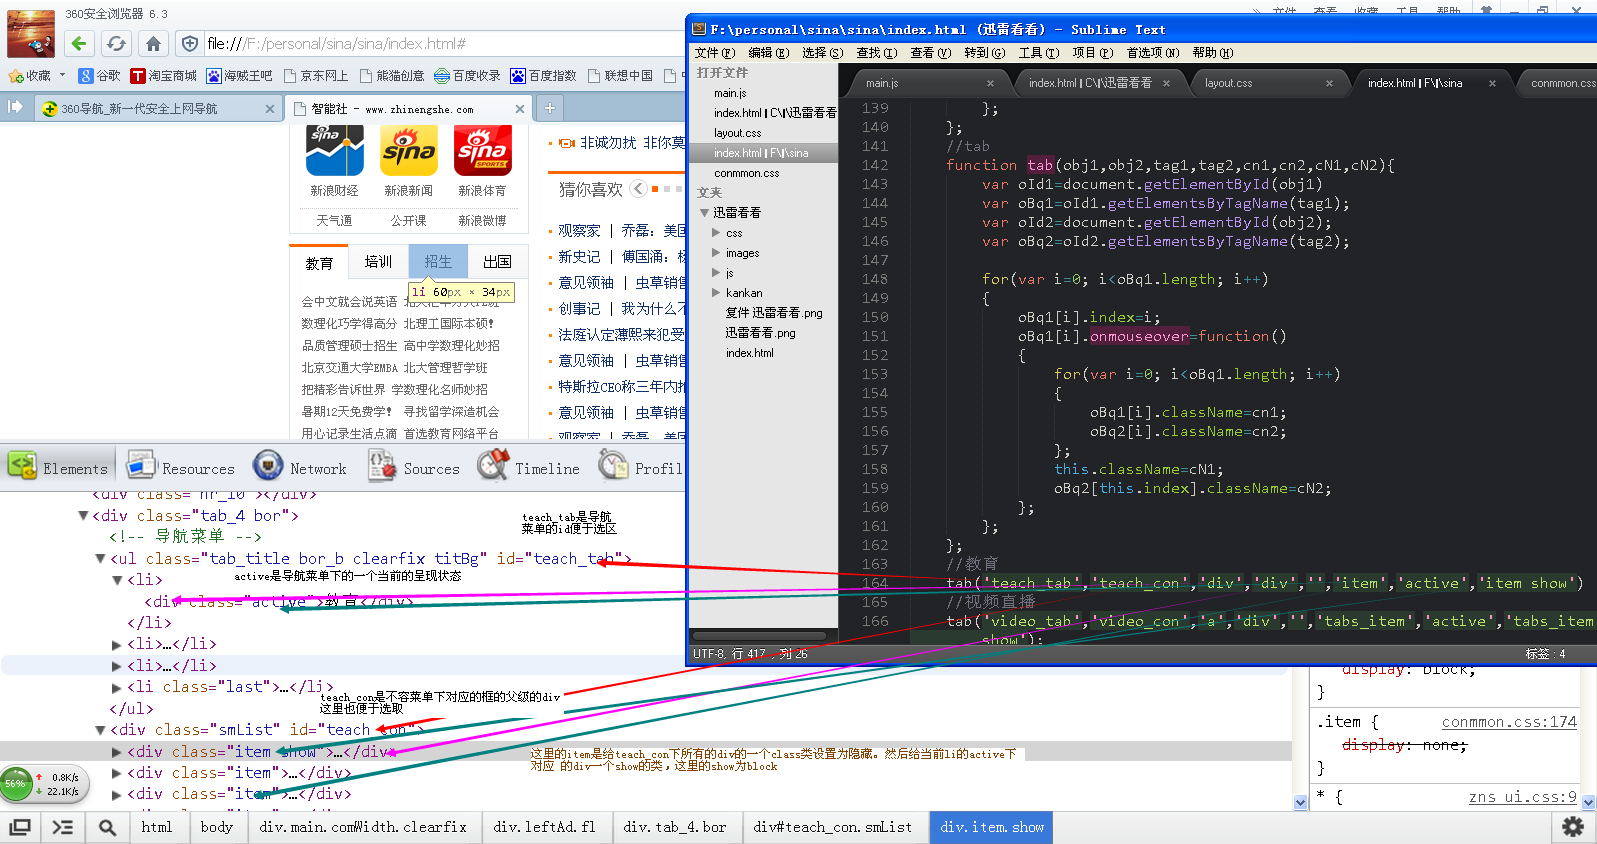 360安全浏览器 6.3
文件 查看 收藏 工具 帮助
file:///F:/personal/sina/sina/index.html#
收藏 谷歌 淘宝商城 海贼王吧 京东网上 熊猫创意 百度收录 百度指数 联想中国 中
360导航_新一代安全上网导航
智能社 - www.zhinengshe.com
sina sina sina SPORTS
新浪财经 新浪新闻 新浪体育
天气通 公开课 新浪微博
教育 培训 招生 出国
li 60px × 34px
会中文就会说英语
数理化巧学得高分 北理工国际本硕!
品质管理硕士招生 高中学数理化妙招
北京交通大学EMBA 北大管理哲学班
把精彩告诉世界 学数理化名师妙招
暑期12天免费学! 寻找留学深造机会
用心记录生活点滴 首选教育网络平台
非诚勿扰 非你莫
猜你喜欢
观察家 | 乔磊：美国
新史记 | 傅国涌：杨
意见领袖 | 虫草销售
创事记 | 我为什么不
法庭认定薄熙来犯受
意见领袖 | 虫草销售
特斯拉CEO称三年内推
意见领袖 | 虫草销售
观察家 | 乔磊：美国
Elements Resources Network Sources Timeline Profil
<div class="nr_10"></div>
<div class="tab_4 bor">
<!-- 导航菜单 -->
<ul class="tab_title bor_b clearfix titBg" id="teach_tab">
<li>
<div class="active">教育</div>
</li>
<li>…</li>
<li>…</li>
<li class="last">…</li>
</ul>
<div class="smList" id="teach_con">
<div class="item show">…</div>
<div class="item">…</div>
<div class="item">…</div>
teach_tab是导航
菜单的id便于选区
active是导航菜单下的一个当前的呈现状态
teach_con是不容菜单下对应的框的父级的div
这里也便于选取
这里的item是给teach_con下所有的div的一个class类设置为隐藏。然后给当前li的active下
对应 的div一个show的类，这里的show为block
56% 0.8K/s
22.1K/s
html body div.main.comWidth.clearfix div.leftAd.fl div.tab_4.bor div#teach_con.smList div.item.show
display: block;
}
.item { conmmon.css:174
display: none;
}
* { zns_ui.css:9
F:\personal\sina\sina\index.html (迅雷看看) - Sublime Text
文件(F) 编辑(E) 选择(S) 查找(I) 查看(V) 转到(G) 工具(T) 项目(P) 首选项(N) 帮助(H)
打开文件
main.js
index.html | C\|\迅雷看看
layout.css
index.html | F\|\sina
conmmon.css
文夹
迅雷看看
css
images
js
kankan
复件 迅雷看看.png
迅雷看看.png
index.html
main.js × index.html | C\|\迅雷看看 × layout.css × index.html | F\|\sina × conmmon.css
139 };
140 };
141 //tab
142 function tab(obj1,obj2,tag1,tag2,cn1,cn2,cN1,cN2){
143 var oId1=document.getElementById(obj1)
144 var oBq1=oId1.getElementsByTagName(tag1);
145 var oId2=document.getElementById(obj2);
146 var oBq2=oId2.getElementsByTagName(tag2);
147
148 for(var i=0; i<oBq1.length; i++)
149 {
150 oBq1[i].index=i;
151 oBq1[i].onmouseover=function()
152 {
153 for(var i=0; i<oBq1.length; i++)
154 {
155 oBq1[i].className=cn1;
156 oBq2[i].className=cn2;
157 };
158 this.className=cN1;
159 oBq2[this.index].className=cN2;
160 };
161 };
162 };
163 //教育
164 tab('teach_tab','teach_con','div','div','','item','active','item show')
165 //视频直播
166 tab('video_tab','video_con','a','div','','tabs_item','active','tabs_item
show');
UTF-8, 行 417 , 列 26
标签 : 4